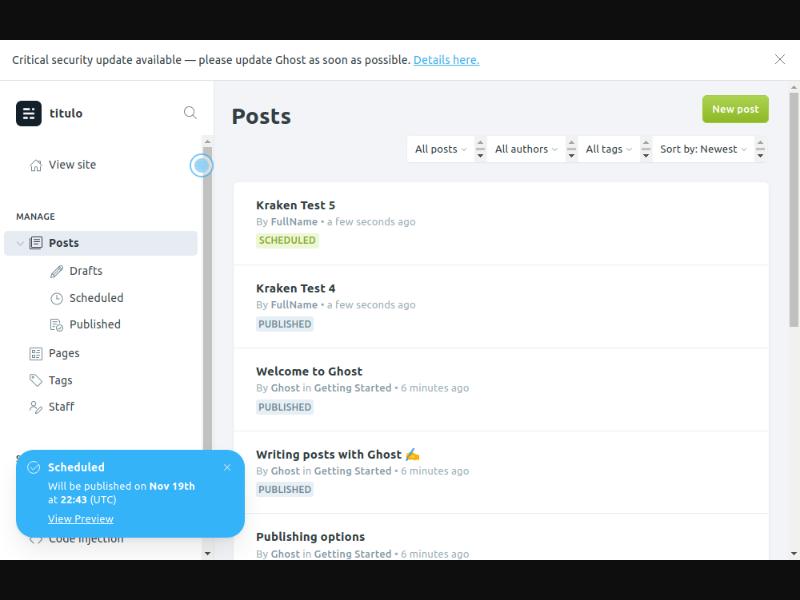 Critical security update available — please update Ghost as soon as possible. Details here.
titulo
View site
MANAGE
Posts
Drafts
Scheduled
Published
Pages
Tags
Staff
Scheduled
Will be published on Nov 19th
at 22:43 (UTC)
View Preview
Code injection
Posts
New post
All posts
All authors
All tags
Sort by: Newest
Kraken Test 5
By FullName • a few seconds ago
SCHEDULED
Kraken Test 4
By FullName • a few seconds ago
PUBLISHED
Welcome to Ghost
By Ghost in Getting Started • 6 minutes ago
PUBLISHED
Writing posts with Ghost ✍️
By Ghost in Getting Started • 6 minutes ago
PUBLISHED
Publishing options
By Ghost in Getting Started • 6 minutes ago